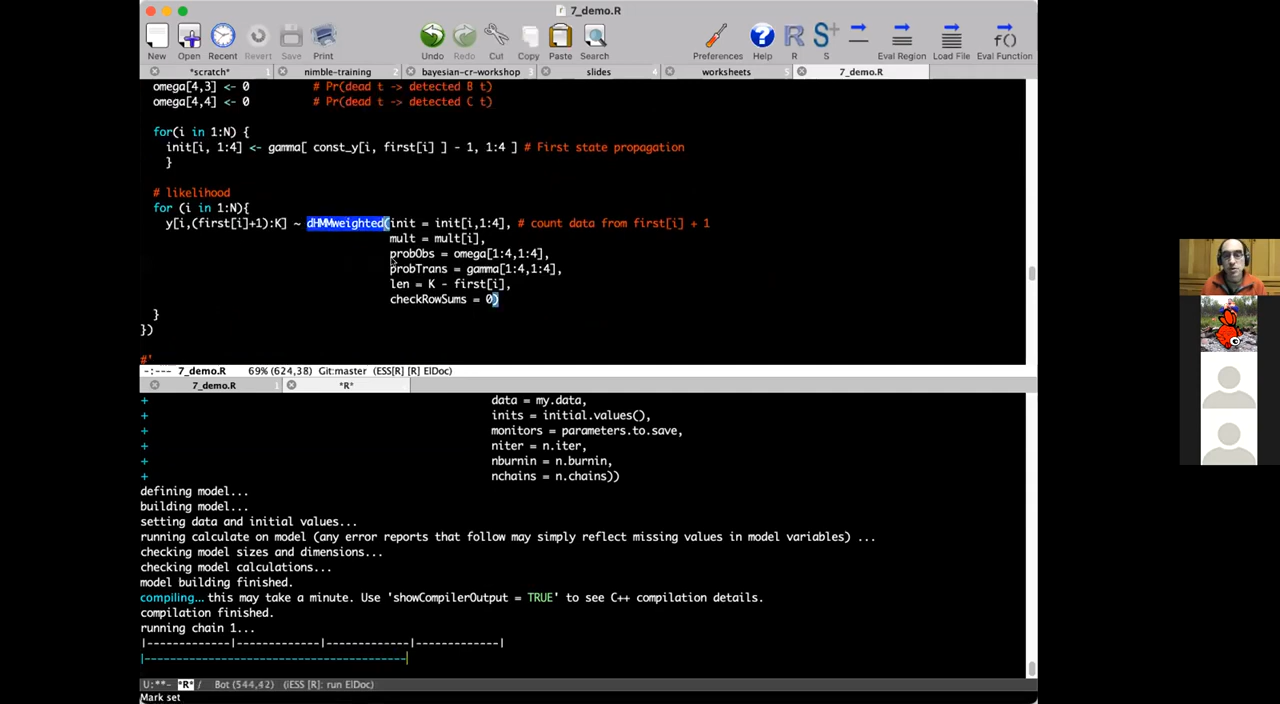 7_demo.R
New Open Recent Revert Save Print Undo Redo Cut Copy Paste Search Preferences Help R S Eval Region Load File Eval Function
*scratch* 1 nimble-training 2 bayesian-cr-workshop slides 4 worksheets 5 7_demo.R
omega[4,3] <- 0 # Pr(dead t -> detected B t)
omega[4,4] <- 0 # Pr(dead t -> detected C t)
for(i in 1:N) {
init[i, 1:4] <- gamma[ const_y[i, first[i] ] - 1, 1:4 ] # First state propagation
}
# likelihood
for (i in 1:N){
y[i,(first[i]+1):K] ~ dHMMweighted(init = init[i,1:4], # count data from first[i] + 1
mult = mult[i],
probObs = omega[1:4,1:4],
probTrans = gamma[1:4,1:4],
len = K - first[i],
checkRowSums = 0)
}
})
#'
-:--- 7_demo.R 69% (624,38) Git:master (ESS[R] [R] ElDoc)
7_demo.R 1 *R*
+ data = my.data,
+ inits = initial.values(),
+ monitors = parameters.to.save,
+ niter = n.iter,
+ nburnin = n.burnin,
+ nchains = n.chains))
defining model...
building model...
setting data and initial values...
running calculate on model (any error reports that follow may simply reflect missing values in model variables) ...
checking model sizes and dimensions...
checking model calculations...
model building finished.
compiling... this may take a minute. Use 'showCompilerOutput = TRUE' to see C++ compilation details.
compilation finished.
running chain 1...
|-------------|-------------|-------------|-------------|
|------------------------------------------|
U:**- *R* / Bot (544,42) (iESS [R]: run ElDoc)
Mark set